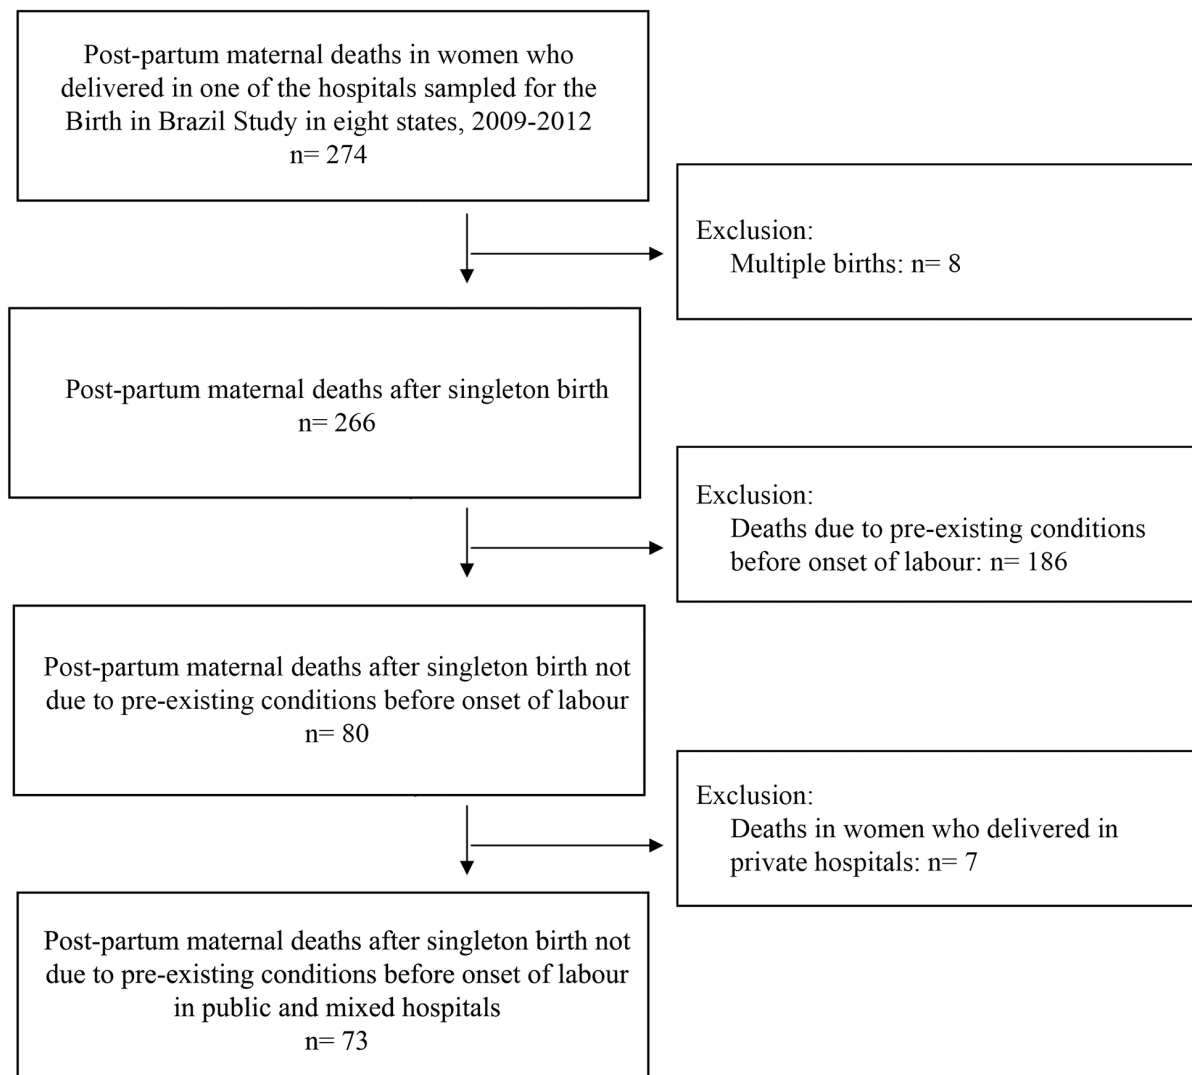 Post-partum maternal deaths in women who
delivered in one of the hospitals sampled for the
Birth in Brazil Study in eight states, 2009-2012
n= 274
Exclusion:
Multiple births: n= 8
Post-partum maternal deaths after singleton birth
n= 266
Exclusion:
Deaths due to pre-existing conditions
before onset of labour: n= 186
Post-partum maternal deaths after singleton birth not
due to pre-existing conditions before onset of labour
n= 80
Exclusion:
Deaths in women who delivered in
private hospitals: n= 7
Post-partum maternal deaths after singleton birth not
due to pre-existing conditions before onset of labour
in public and mixed hospitals
n= 73